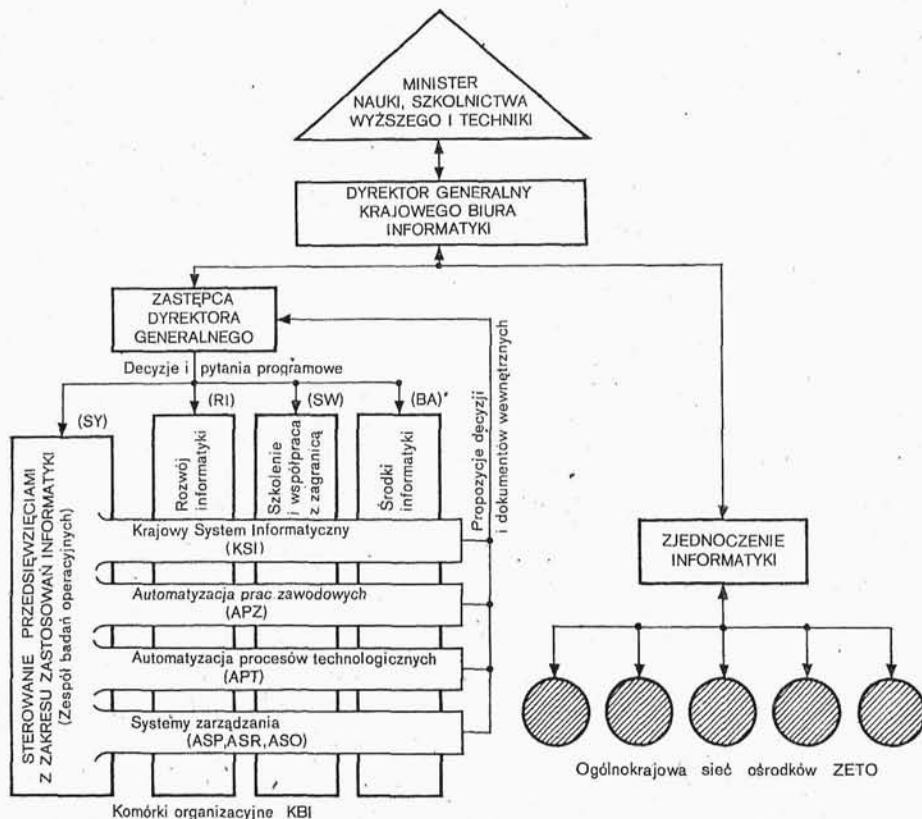 MINISTER
NAUKI, SZKOLNICTWA
WYŻSZEGO I TECHNIKI
DYREKTOR GENERALNY
KRAJOWEGO BIURA
INFORMATYKI
ZASTĘPCA
DYREKTORA
GENERALNEGO
Decyzje i pytania programowe
(SY)
(RI)
(SW)
(BA)*
STEROWANIE PRZEDSIĘWZIĘCIAMI
Z ZAKRESU ZASTOSOWAŃ INFORMATYKI
(Zespół badań operacyjnych)
Rozwój
informatyki
Szkolenie
i współpraca
z zagranicą
Środki
informatyki
Propozycje decyzji
i dokumentów wewnętrznych
Krajowy System Informatyczny
(KSI)
Automatyzacja prac zawodowych
(APZ)
Automatyzacja procesów technologicznych
(APT)
Systemy zarządzania
(ASP,ASR,ASO)
Komórki organizacyjne KBI
ZJEDNOCZENIE
INFORMATYKI
Ogólnokrajowa sieć ośrodków ZETO